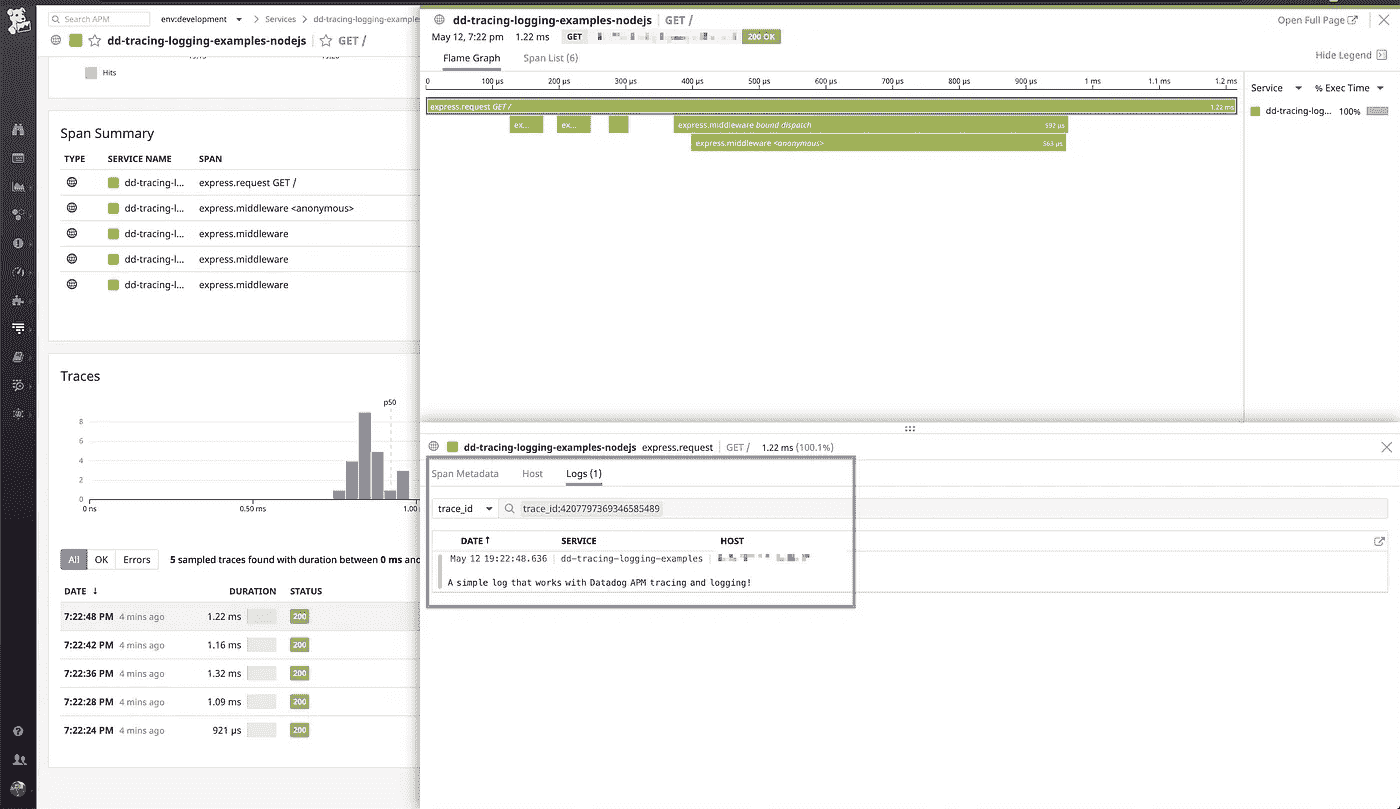 Search APM
env:development
Services
dd-tracing-logging-examples
dd-tracing-logging-examples-nodejs
GET /
Hits
Span Summary
TYPE SERVICE NAME SPAN
dd-tracing-l... express.request GET /
dd-tracing-l... express.middleware <anonymous>
dd-tracing-l... express.middleware
dd-tracing-l... express.middleware
dd-tracing-l... express.middleware
Traces
p50
8
6
4
2
0
0 ns 0.50 ms 1.00
All OK Errors 5 sampled traces found with duration between 0 ms and
DATE ↓ DURATION STATUS
7:22:48 PM 4 mins ago 1.22 ms 200
7:22:42 PM 4 mins ago 1.16 ms 200
7:22:36 PM 4 mins ago 1.32 ms 200
7:22:28 PM 4 mins ago 1.09 ms 200
7:22:24 PM 4 mins ago 921 µs 200
dd-tracing-logging-examples-nodejs GET /
Open Full Page
May 12, 7:22 pm 1.22 ms GET 200 OK
Flame Graph Span List (6)
Hide Legend
0 100 µs 200 µs 300 µs 400 µs 500 µs 600 µs 700 µs 800 µs 900 µs 1 ms 1.1 ms 1.2 ms
Service % Exec Time
dd-tracing-log... 100%
express.request GET / 1.22 ms
ex... ex... express.middleware bound dispatch 592 µs
express.middleware <anonymous> 563 µs
dd-tracing-logging-examples-nodejs express.request GET / 1.22 ms (100.1%)
Span Metadata Host Logs (1)
trace_id trace_id:4207797369346585489
DATE↑ SERVICE HOST
May 12 19:22:48.636 dd-tracing-logging-examples
A simple log that works with Datadog APM tracing and logging!